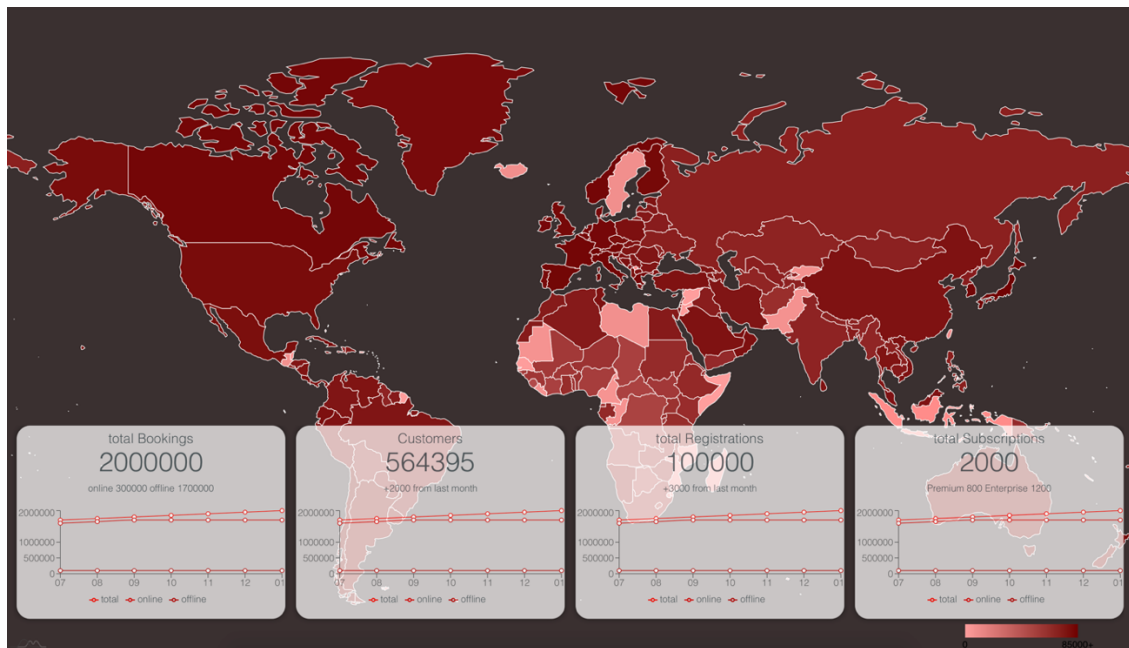 total Bookings
2000000
online 300000 offline 1700000
2000000
1000000
500000
0
07 08 09 10 11 12 01
total online offline
Customers
564395
+2000 from last month
2000000
1000000
500000
0
07 08 09 10 11 12 01
total online offline
total Registrations
100000
+3000 from last month
2000000
1000000
500000
0
07 08 09 10 11 12 01
total online offline
total Subscriptions
2000
Premium 800 Enterprise 1200
2000000
1000000
500000
0
07 08 09 10 11 12 01
total online offline
0 85000+